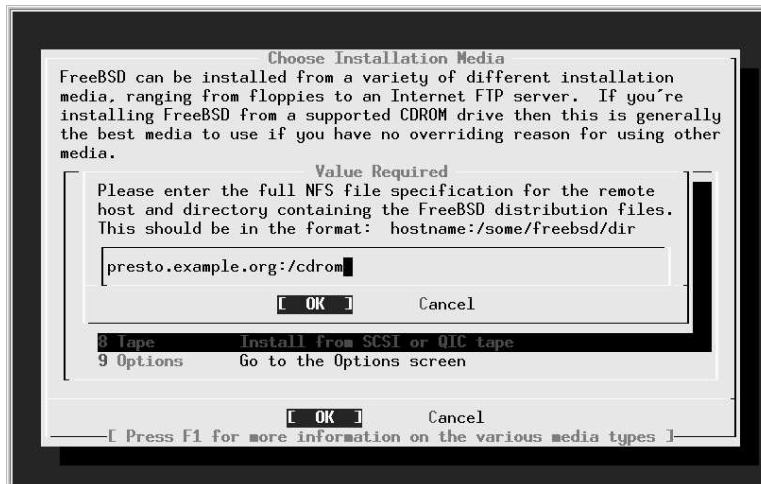 Choose Installation Media
FreeBSD can be installed from a variety of different installation
media, ranging from floppies to an Internet FTP server.  If you're
installing FreeBSD from a supported CDROM drive then this is generally
the best media to use if you have no overriding reason for using other
media.
Value Required
Please enter the full NFS file specification for the remote
host and directory containing the FreeBSD distribution files.
This should be in the format:  hostname:/some/freebsd/dir
presto.example.org:/cdrom
[ OK ] Cancel
8 Tape Install from SCSI or QIC tape
9 Options Go to the Options screen
[ OK ] Cancel
[ Press F1 for more information on the various media types ]